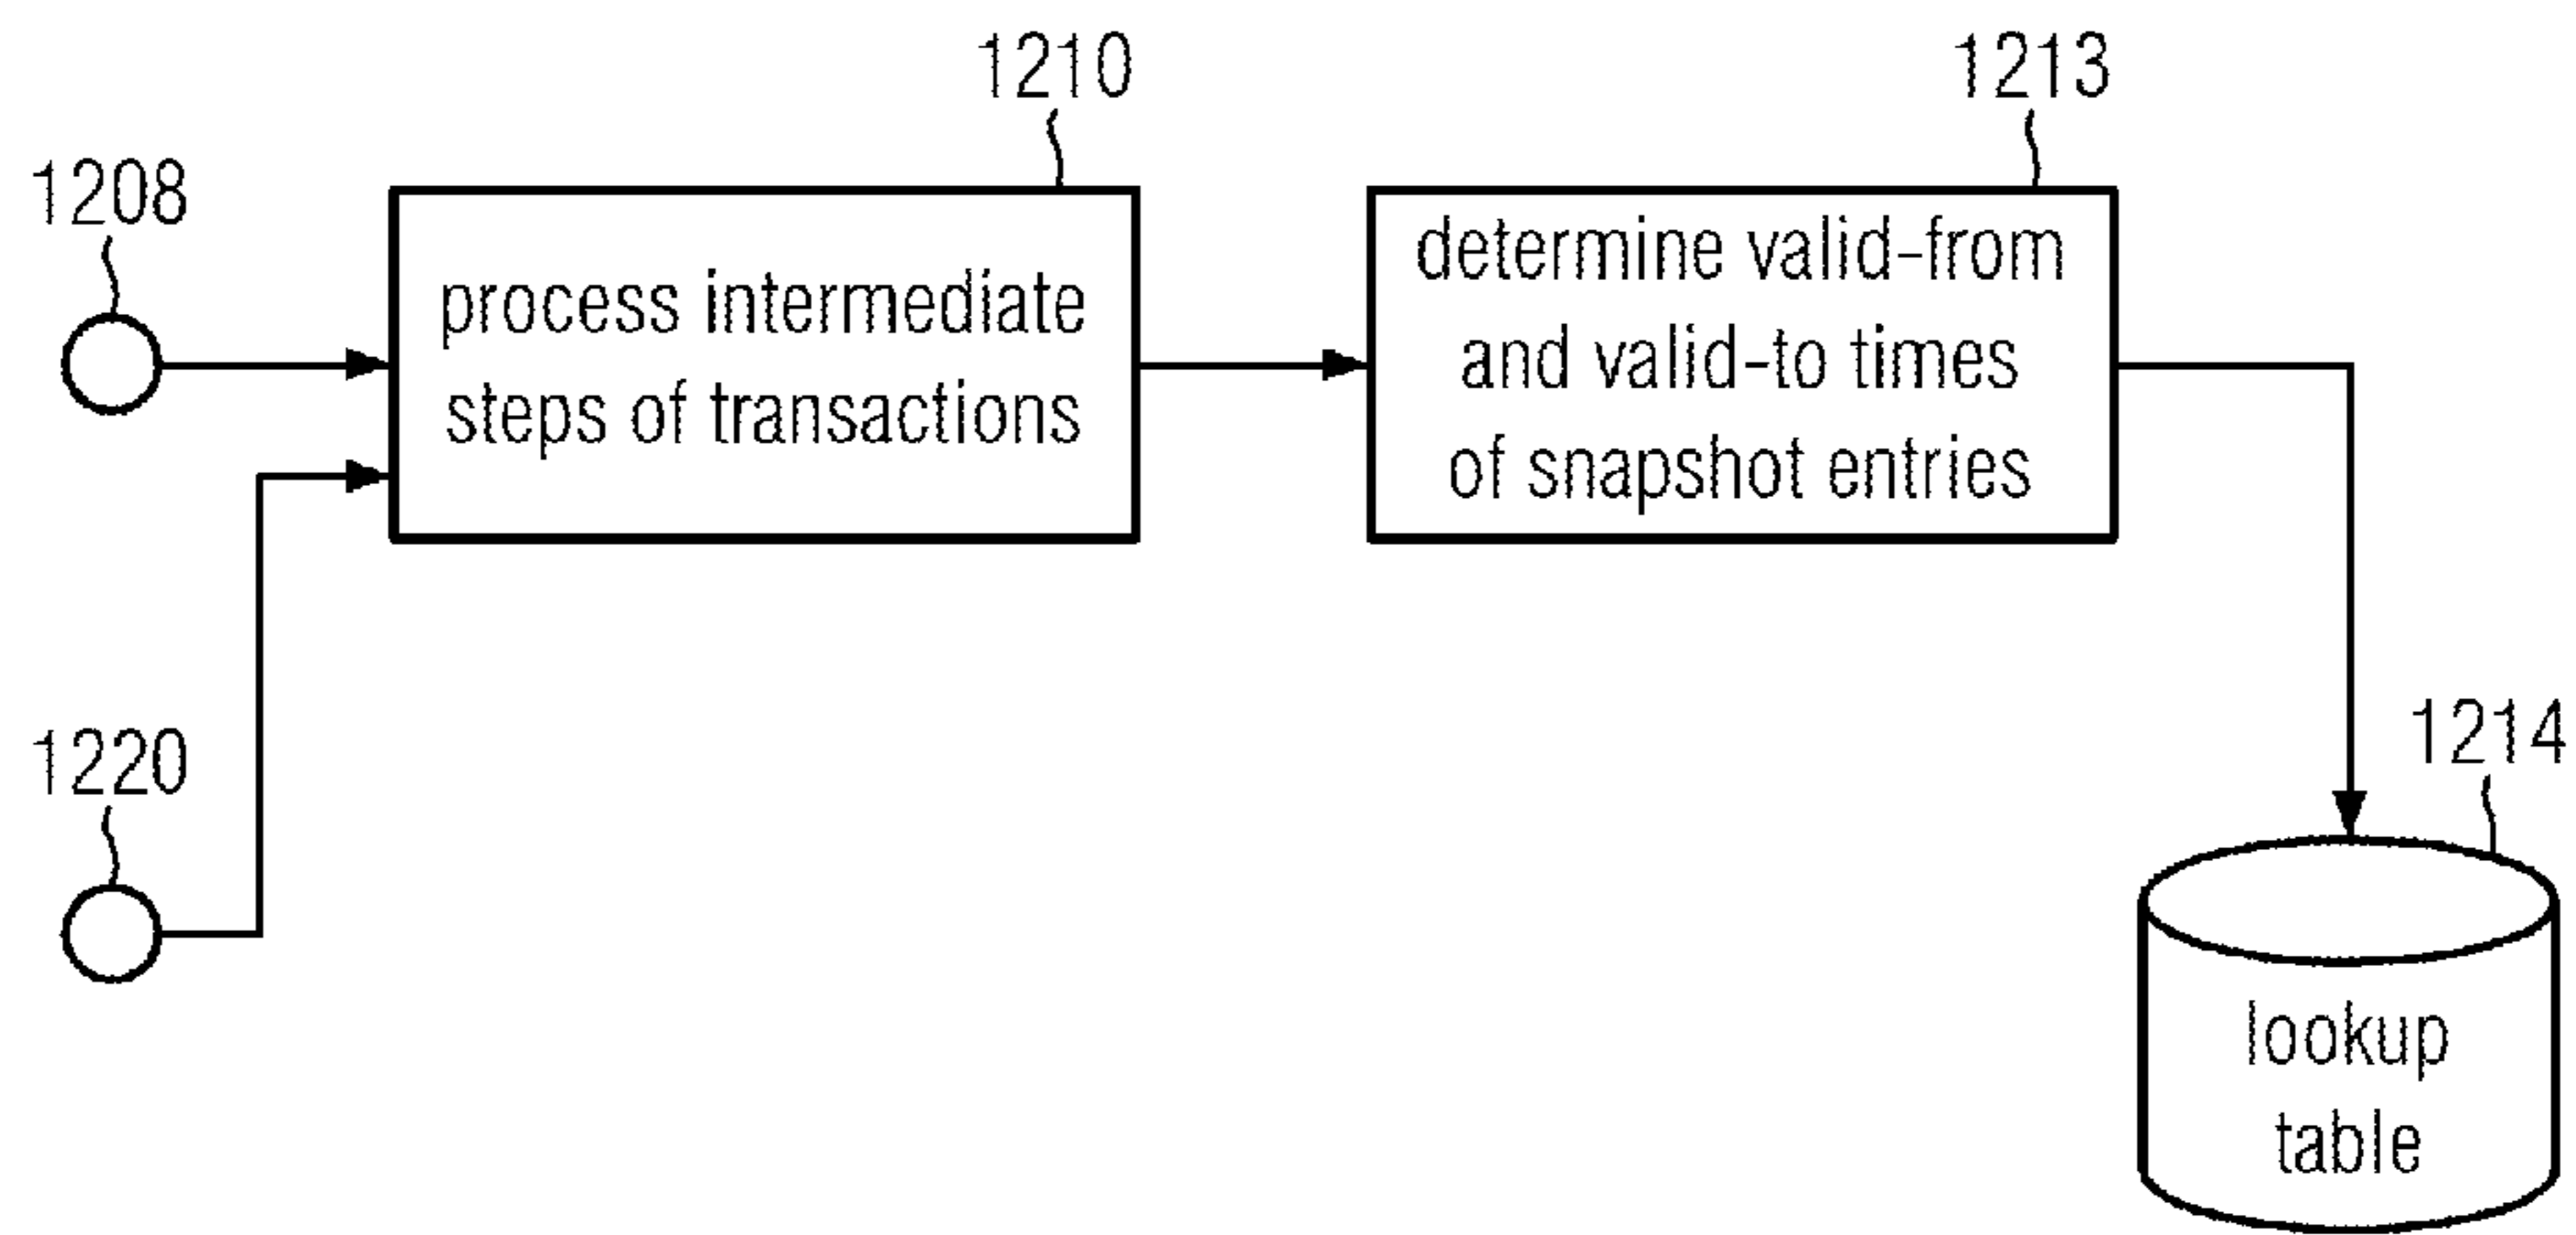 1210
1213
1208
process intermediate
steps of transactions
determine valid-from
and valid-to times
of snapshot entries
1220
1214
lookup
table